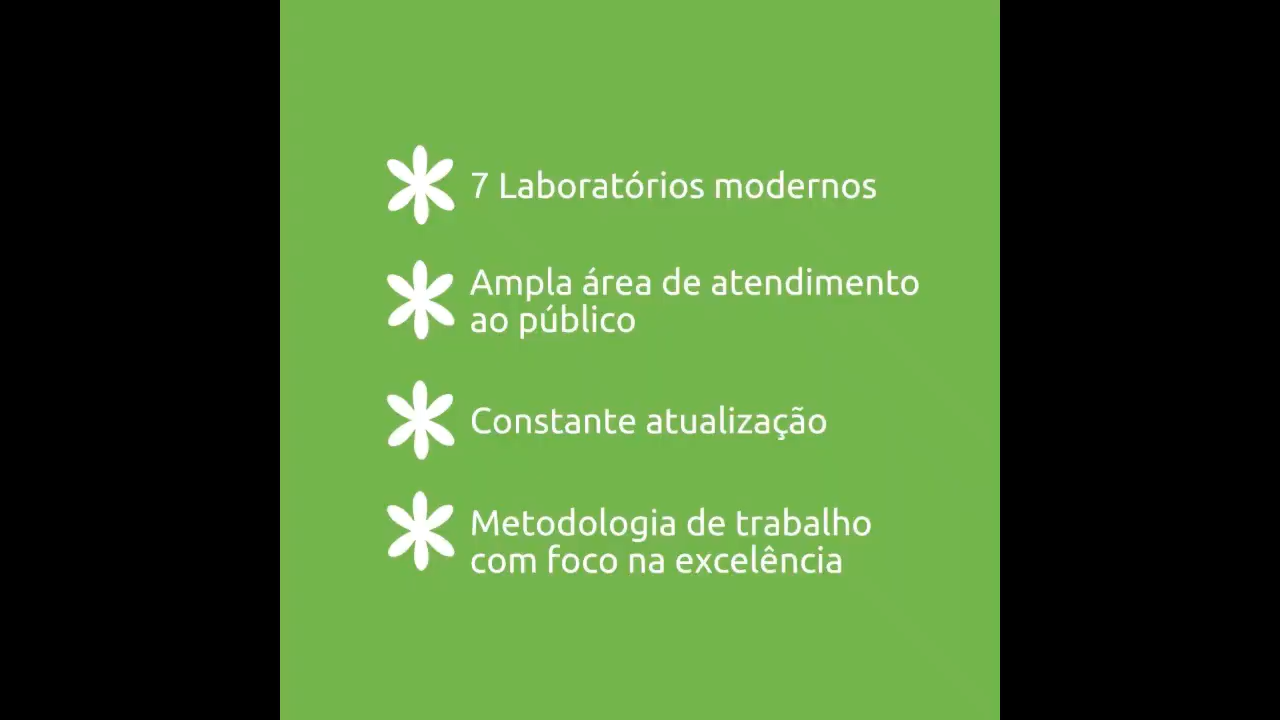 7 Laboratórios modernos
Ampla área de atendimento
ao público
Constante atualização
Metodologia de trabalho
com foco na excelência